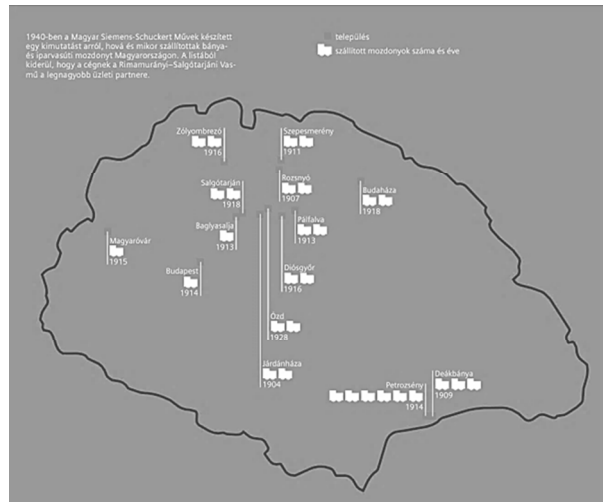 1940-ben a Magyar Siemens-Schuckert Művek készített
egy kimutatást arról, hová és mikor szállítottak bánya-
és iparvasúti mozdonyt Magyarországon. A listából
kiderül, hogy a cégnek a Rimamurányi–Salgótarjáni Vas-
mű a legnagyobb üzleti partnere.
település
szállított mozdonyok száma és éve
Zólyombrezó
1916
Szepesmerény
1911
Rozsnyó
1907
Salgótarján
1918
Budaháza
1918
Baglyasalja
1913
Pálfalva
1913
Magyaróvár
1915
Budapest
1914
Diósgyőr
1916
Ózd
1928
Járdánháza
1904
Petrozsény
1914
Deákbánya
1909